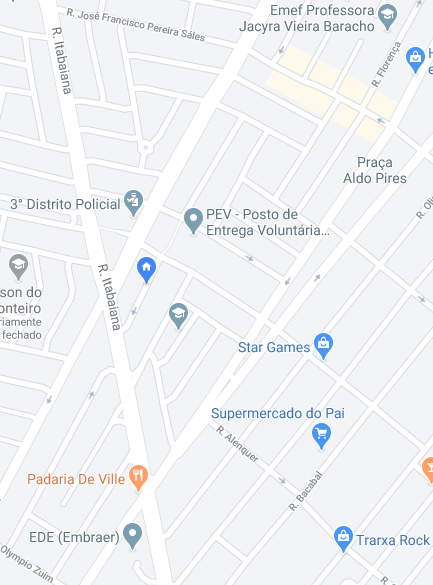 R. José Francisco Pereira Sáles
Emef Professora
Jacyra Vieira Baracho
R. Itabaiana
R. Florença
H
e
Praça
Aldo Pires
3° Distrito Policial
PEV - Posto de
Entrega Voluntária...
R. Oli
son do
onteiro
riamente
fechado
R. Itabaiana
Star Games
Supermercado do Pai
R. Alenquer
Padaria De Ville
R. Bacabal
EDE (Embraer)
Trarxa Rock
Olympio Zuim